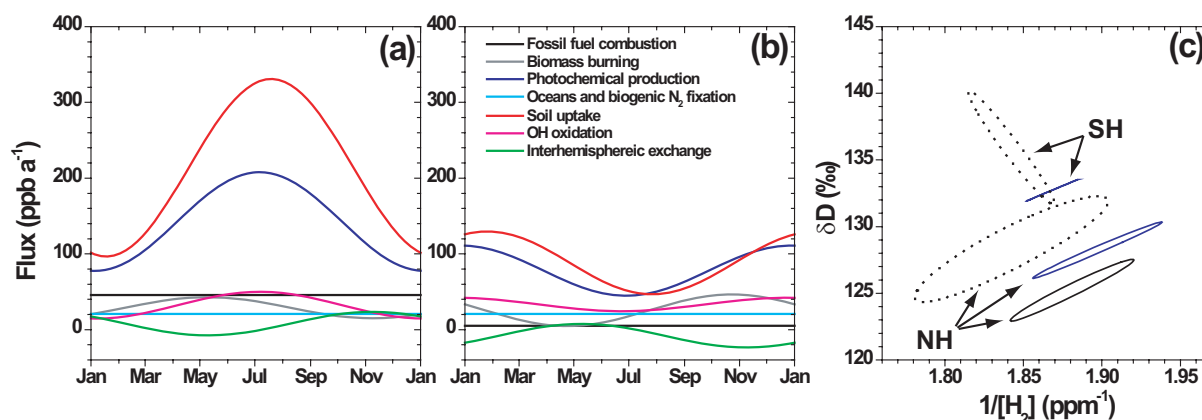 400
300
200
100
0
Flux (ppb a⁻¹)
(a)
Jan Mar May Jul Sep Nov Jan
400
300
200
100
0
(b)
Fossil fuel combustion
Biomass burning
Photochemical production
Oceans and biogenic N₂ fixation
Soil uptake
OH oxidation
Interhemisphereic exchange
Jan Mar May Jul Sep Nov Jan
145
140
135
130
125
120
δD (‰)
(c)
SH
NH
1.80 1.85 1.90 1.95
1/[H₂] (ppm⁻¹)